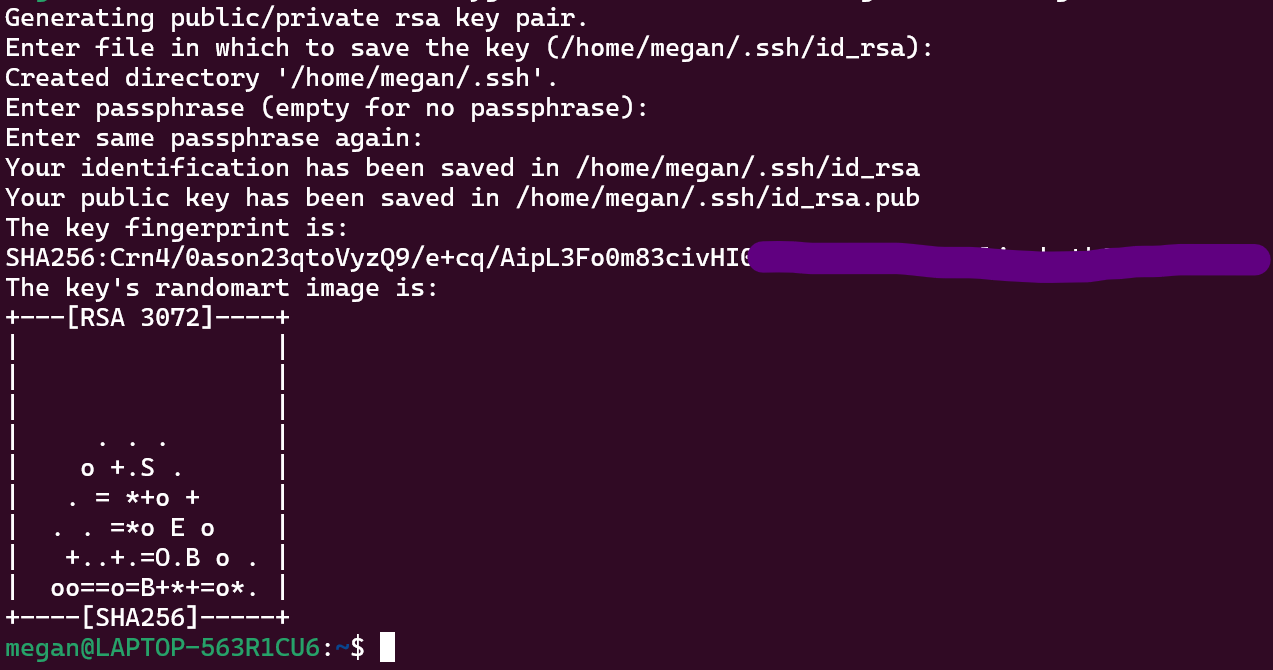 Generating public/private rsa key pair.
Enter file in which to save the key (/home/megan/.ssh/id_rsa):
Created directory '/home/megan/.ssh'.
Enter passphrase (empty for no passphrase):
Enter same passphrase again:
Your identification has been saved in /home/megan/.ssh/id_rsa
Your public key has been saved in /home/megan/.ssh/id_rsa.pub
The key fingerprint is:
SHA256:Crn4/0ason23qtoVyzQ9/e+cq/AipL3Fo0m83civHI
The key's randomart image is:
+---[RSA 3072]----+
|                 |
|                 |
|                 |
|     . . .       |
|    o +.S .      |
|   . = *+o +     |
|  . . =*o E o    |
|   +..+.=O.B o . |
|  oo==o=B+*+=o*. |
+----[SHA256]-----+
megan@LAPTOP-563R1CU6:~$